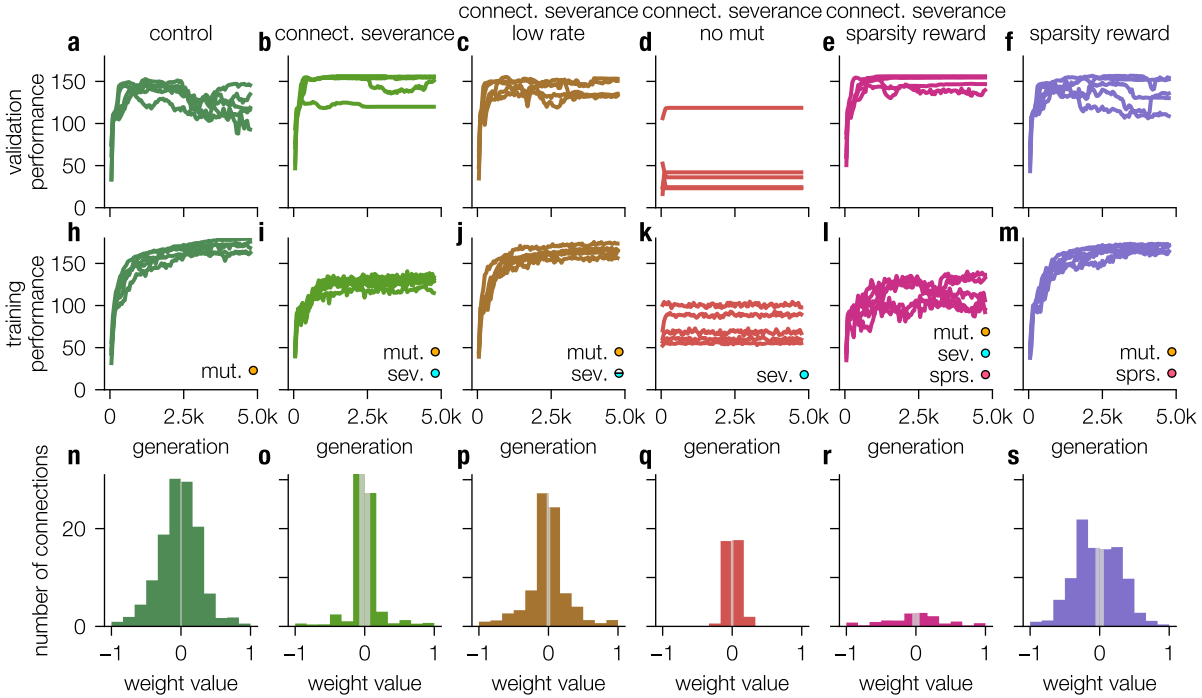 connect. severance connect. severance connect. severance
a control b connect. severance c low rate d no mut e sparsity reward f sparsity reward
validation
performance
150
100
50
0
h i j k l m
training
performance
150
100
50
0
mut.
mut.
sev.
mut.
sev.
sev.
mut.
sev.
sprs.
mut.
sprs.
0 2.5k 5.0k 0 2.5k 5.0k 0 2.5k 5.0k 0 2.5k 5.0k 0 2.5k 5.0k 0 2.5k 5.0k
generation generation generation generation generation generation
n o p q r s
number of connections
20
0
−1 0 1 −1 0 1 −1 0 1 −1 0 1 −1 0 1 −1 0 1
weight value weight value weight value weight value weight value weight value